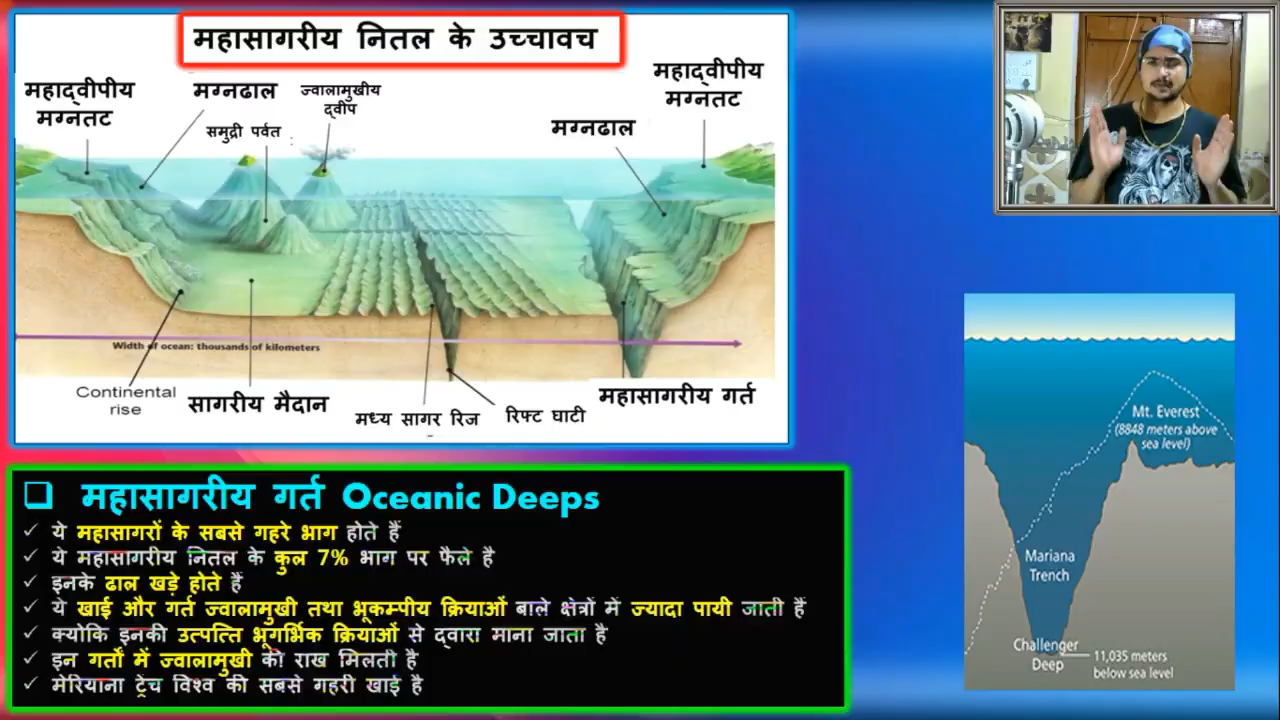 महासागरीय नितल के उच्चावच
महाद्वीपीय
मग्नतट
मग्नढाल
ज्वालामुखीय
द्वीप
समुद्री पर्वत
मग्नढाल
महाद्वीपीय
मग्नतट
Width of ocean: thousands of kilometers
Continental
rise
सागरीय मैदान
मध्य सागर रिज
रिफ्ट घाटी
महासागरीय गर्त
महासागरीय गर्त Oceanic Deeps
✓ ये महासागरों के सबसे गहरे भाग होते हैं
✓ ये महासागरीय नितल के कुल 7% भाग पर फैले है
✓ इनके ढाल खड़े होते हैं
✓ ये खाई और गर्त ज्वालामुखी तथा भूकम्पीय क्रियाओं बाले क्षेत्रों में ज्यादा पायी जाती हैं
✓ क्योकि इनकी उत्पत्ति भूगर्भिक क्रियाओं से द्वारा माना जाता है
✓ इन गर्तों में ज्वालामुखी की राख मिलती है
✓ मेरियाना ट्रेंच विश्व की सबसे गहरी खाई है
Mt. Everest
(8848 meters above
sea level)
Mariana
Trench
Challenger
Deep
11,035 meters
below sea level